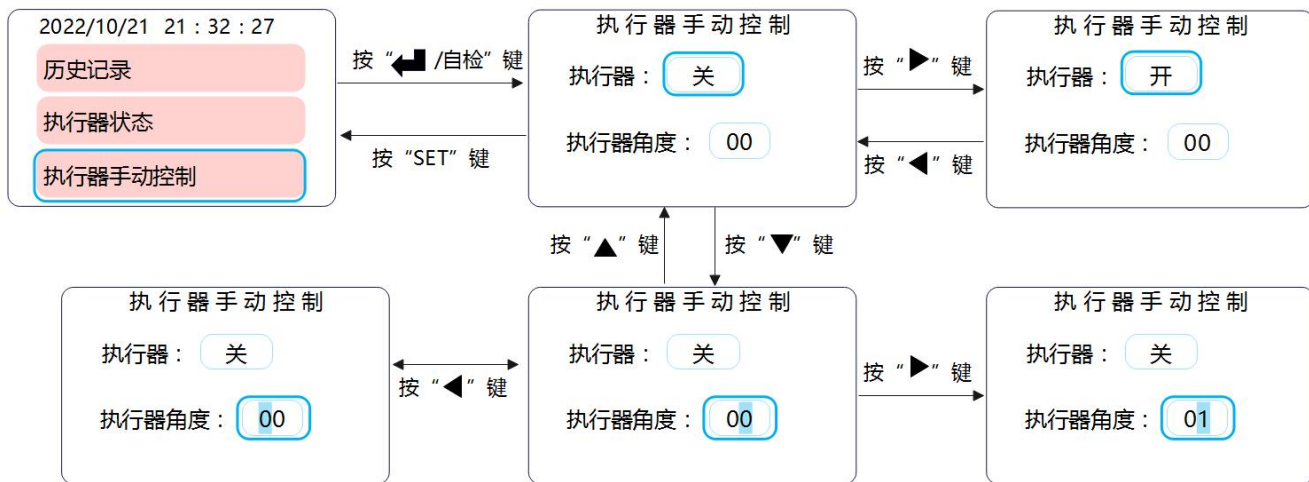 2022/10/21 21:32:27
历史记录
执行器状态
执行器手动控制
按“ /自检”键
按“SET”键
执行器手动控制
执行器： 关
执行器角度： 00
按“▶”键
按“◀”键
执行器手动控制
执行器： 开
执行器角度： 00
按“▲”键
按“▼”键
执行器手动控制
执行器： 关
执行器角度： 00
按“◀”键
执行器手动控制
执行器： 关
执行器角度： 00
按“▶”键
执行器手动控制
执行器： 关
执行器角度： 01